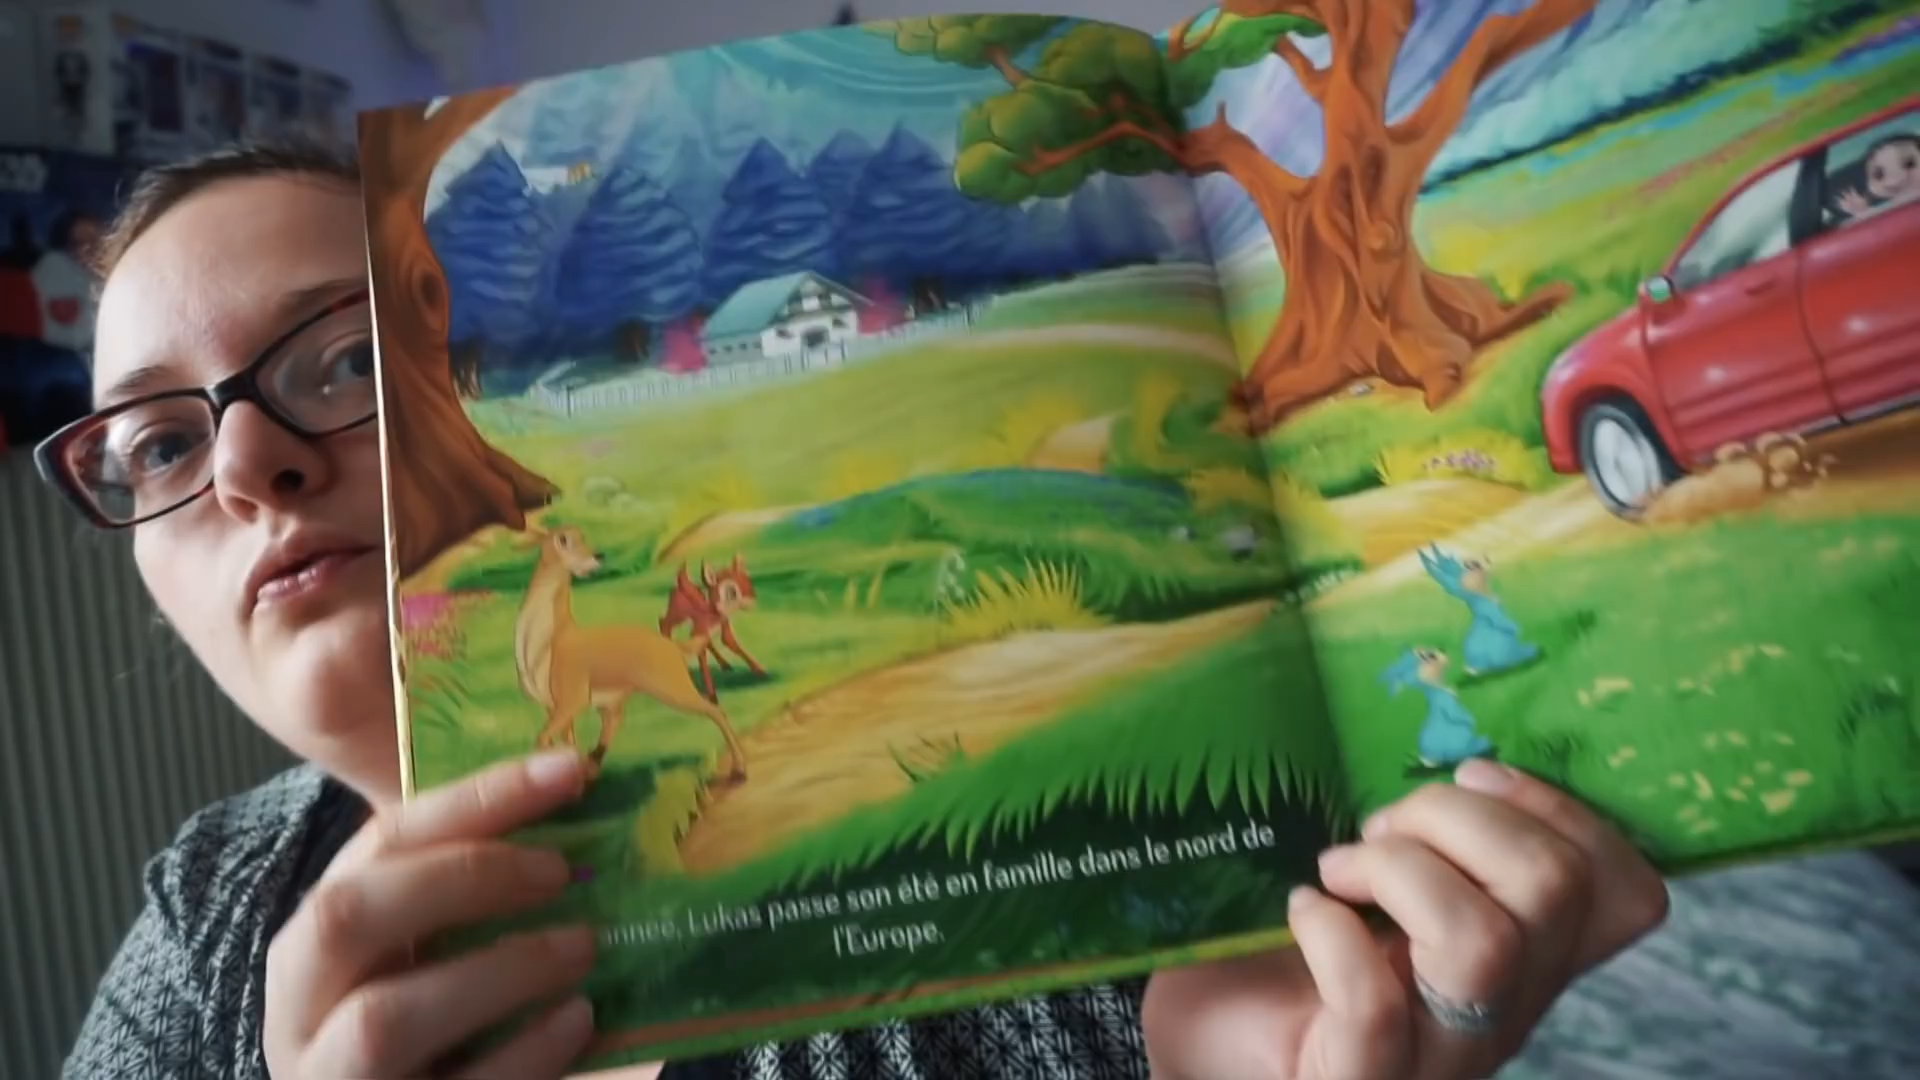 année, Lukas passe son été en famille dans le nord de
l'Europe.